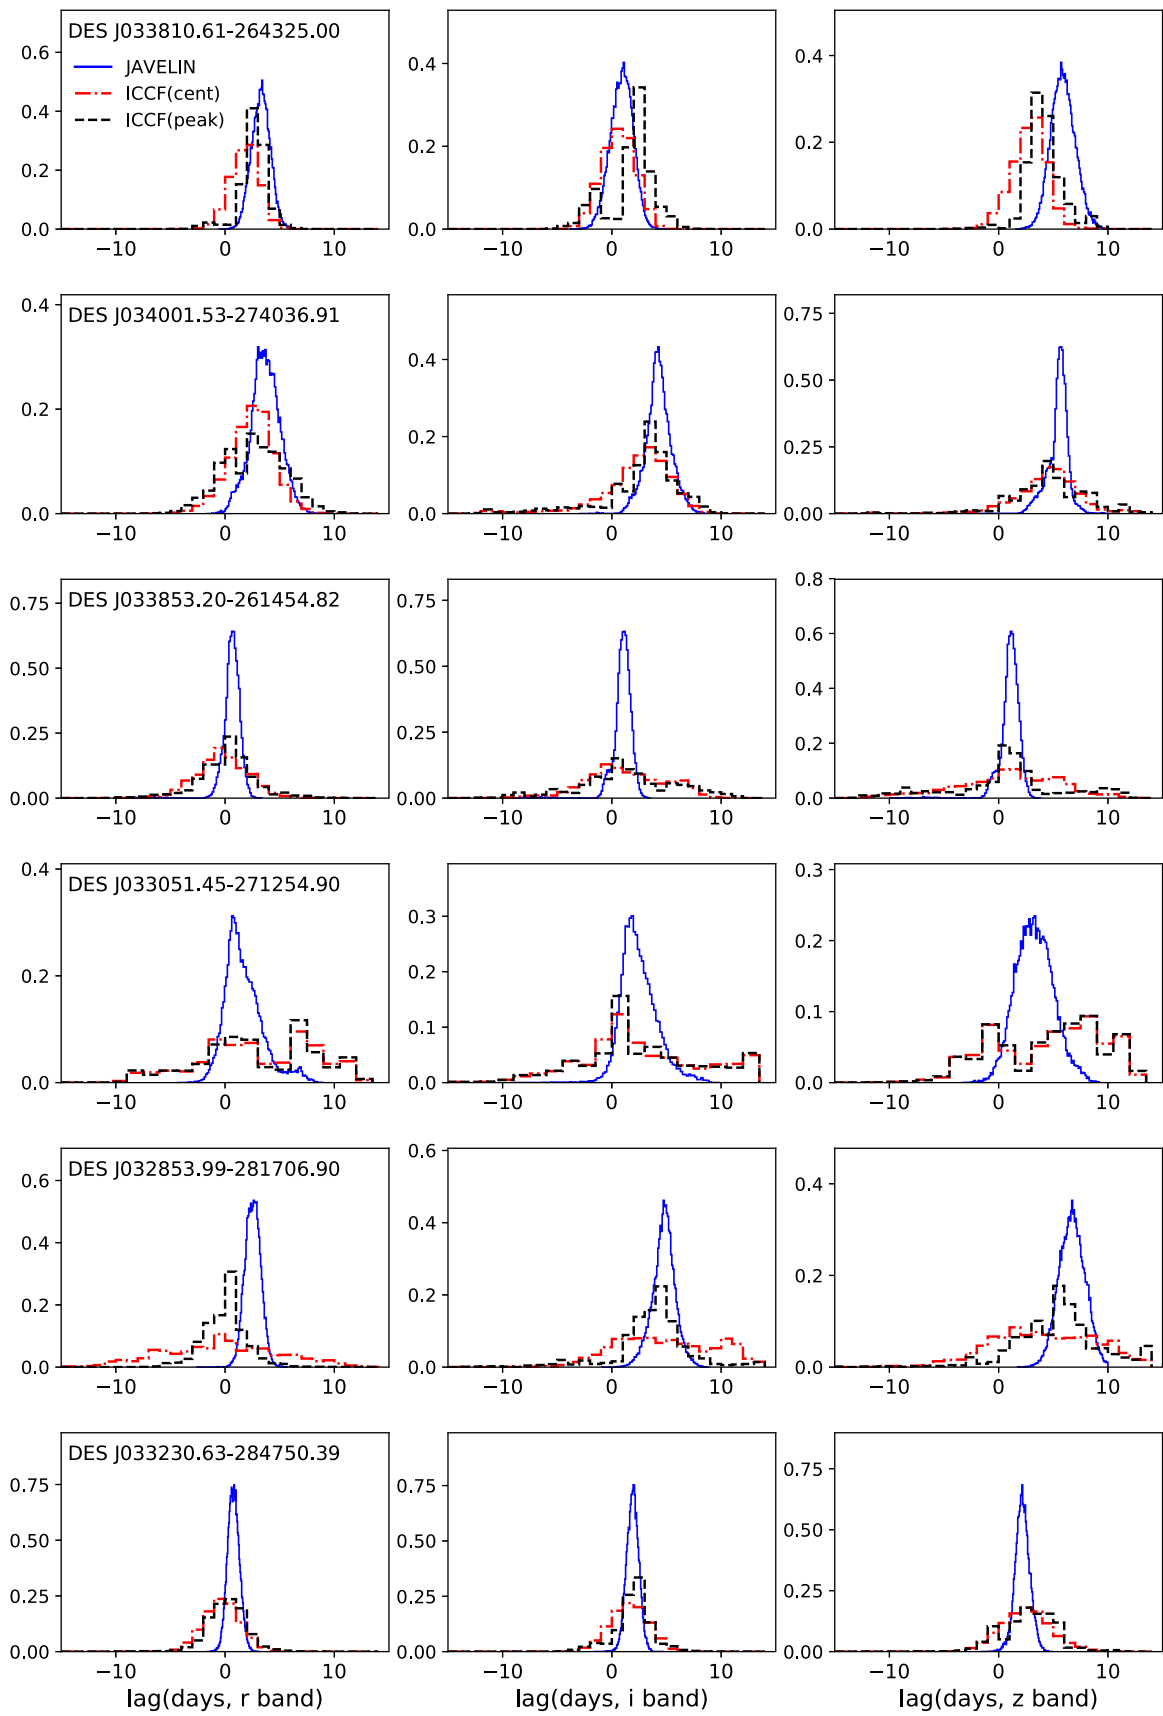 DES J033810.61-264325.00
JAVELIN
ICCF(cent)
ICCF(peak)
0.6
0.4
0.2
0.0
−10 0 10
0.4
0.2
0.0
−10 0 10
0.4
0.2
0.0
−10 0 10
DES J034001.53-274036.91
0.4
0.2
0.0
−10 0 10
0.4
0.2
0.0
−10 0 10
0.75
0.50
0.25
0.00
−10 0 10
DES J033853.20-261454.82
0.75
0.50
0.25
0.00
−10 0 10
0.75
0.50
0.25
0.00
−10 0 10
0.8
0.6
0.4
0.2
0.0
−10 0 10
DES J033051.45-271254.90
0.4
0.2
0.0
−10 0 10
0.3
0.2
0.1
0.0
−10 0 10
0.3
0.2
0.1
0.0
−10 0 10
DES J032853.99-281706.90
0.6
0.4
0.2
0.0
−10 0 10
0.6
0.4
0.2
0.0
−10 0 10
0.4
0.2
0.0
−10 0 10
DES J033230.63-284750.39
0.75
0.50
0.25
0.00
−10 0 10
lag(days, r band)
0.75
0.50
0.25
0.00
−10 0 10
lag(days, i band)
0.75
0.50
0.25
0.00
−10 0 10
lag(days, z band)